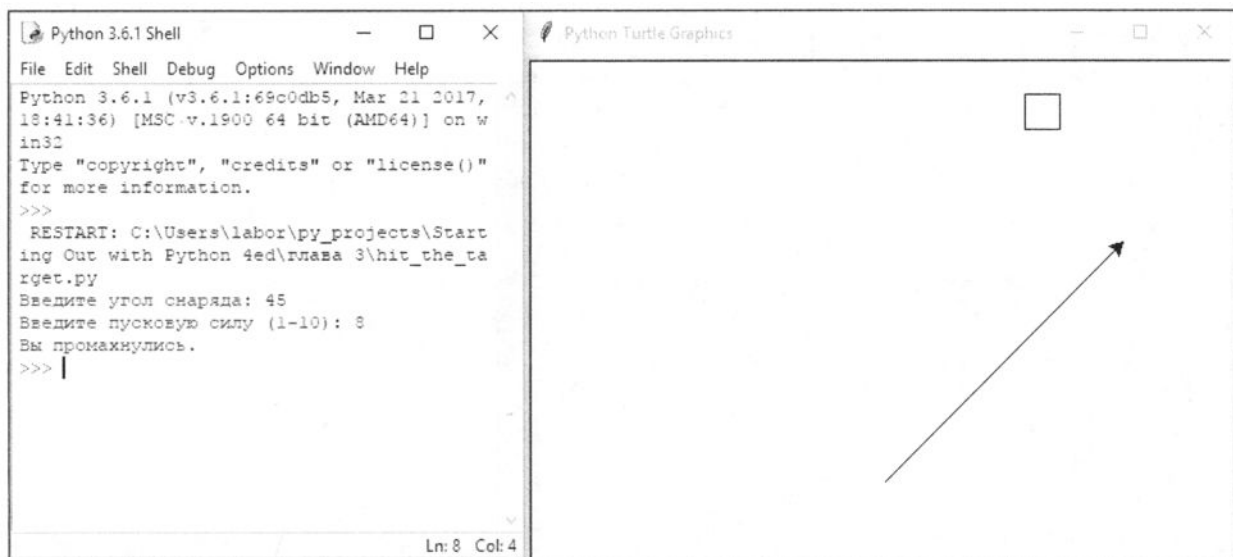 Python 3.6.1 Shell
File Edit Shell Debug Options Window Help
Python 3.6.1 (v3.6.1:69c0db5, Mar 21 2017,
18:41:36) [MSC v.1900 64 bit (AMD64)] on w
in32
Type "copyright", "credits" or "license()"
for more information.
>>>
RESTART: C:\Users\labor\py_projects\Start
ing Out with Python 4ed\глава 3\hit_the_ta
rget.py
Введите угол снаряда: 45
Введите пусковую силу (1-10): 8
Вы промахнулись.
>>>
Ln: 8 Col: 4
Python Turtle Graphics